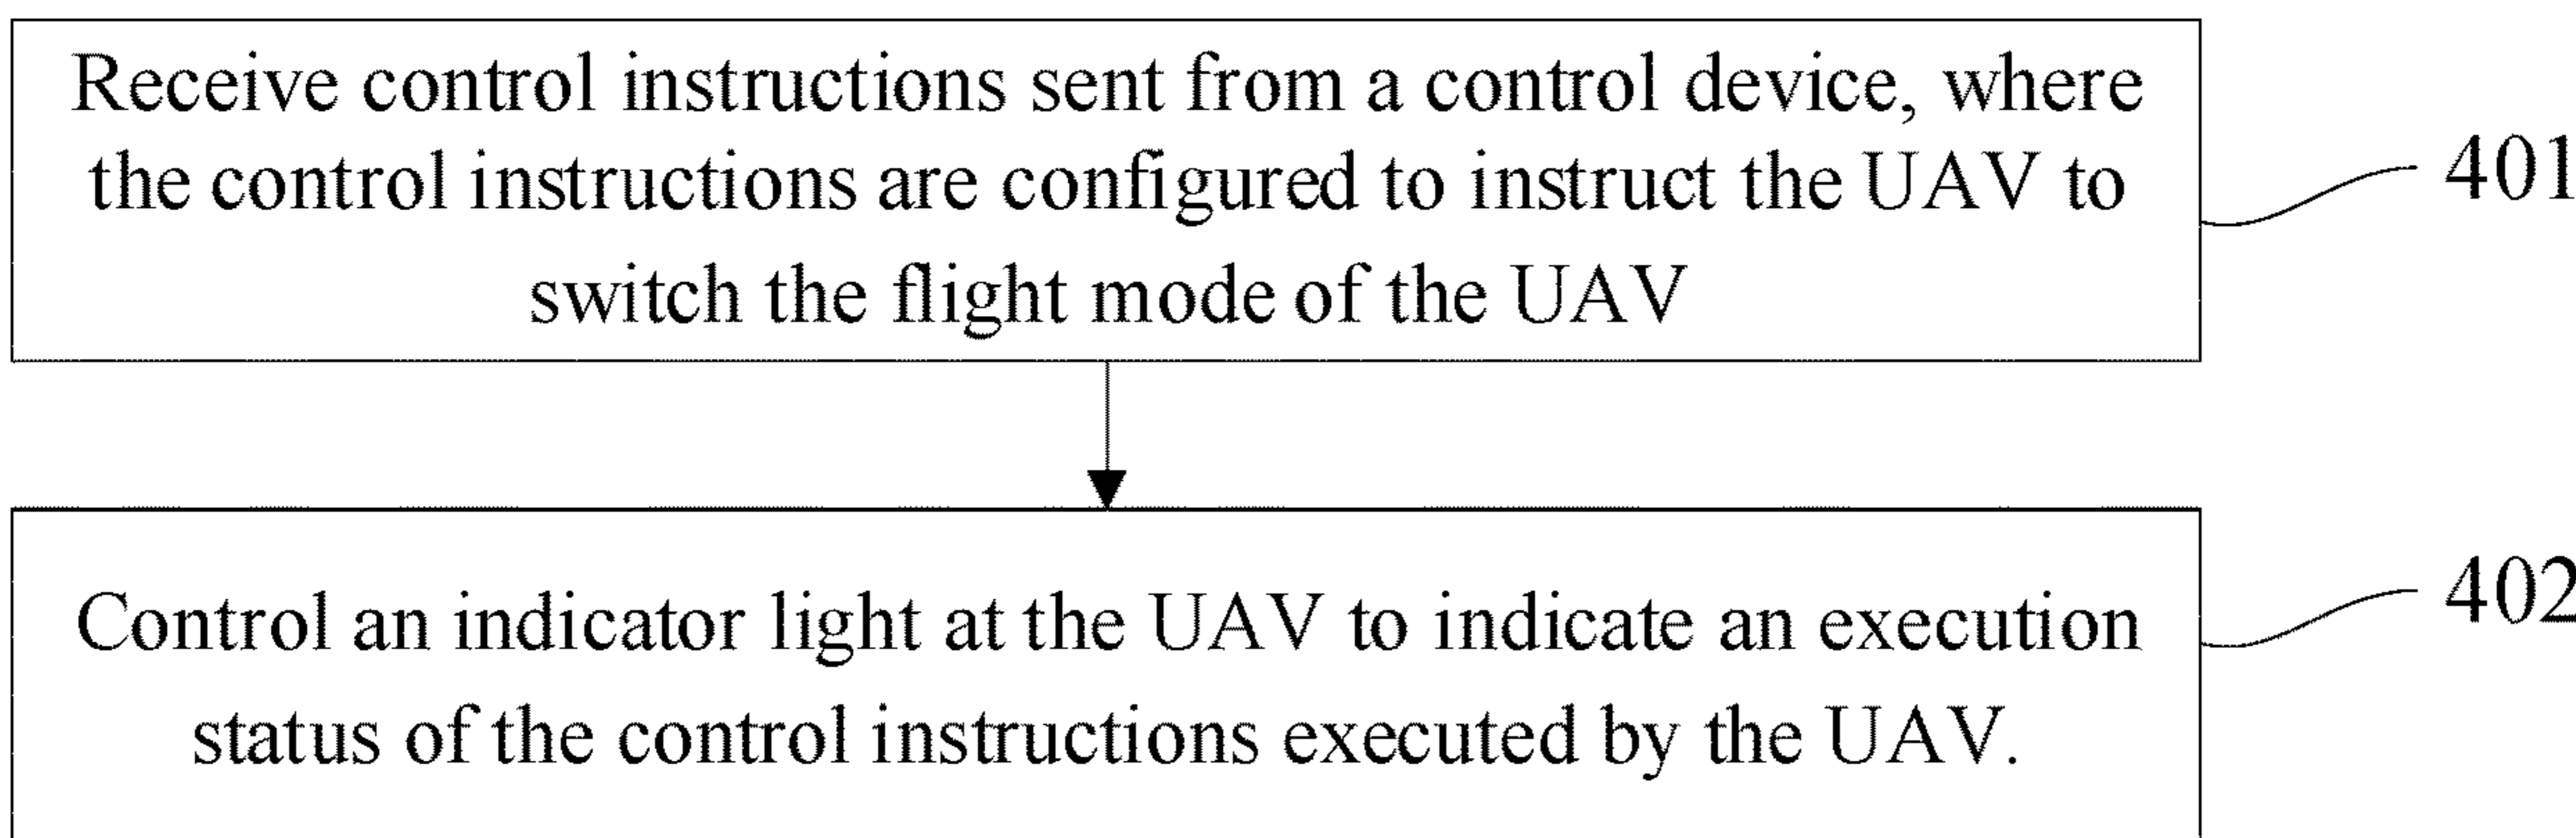 Receive control instructions sent from a control device, where
the control instructions are configured to instruct the UAV to
switch the flight mode of the UAV
401
Control an indicator light at the UAV to indicate an execution
status of the control instructions executed by the UAV.
402